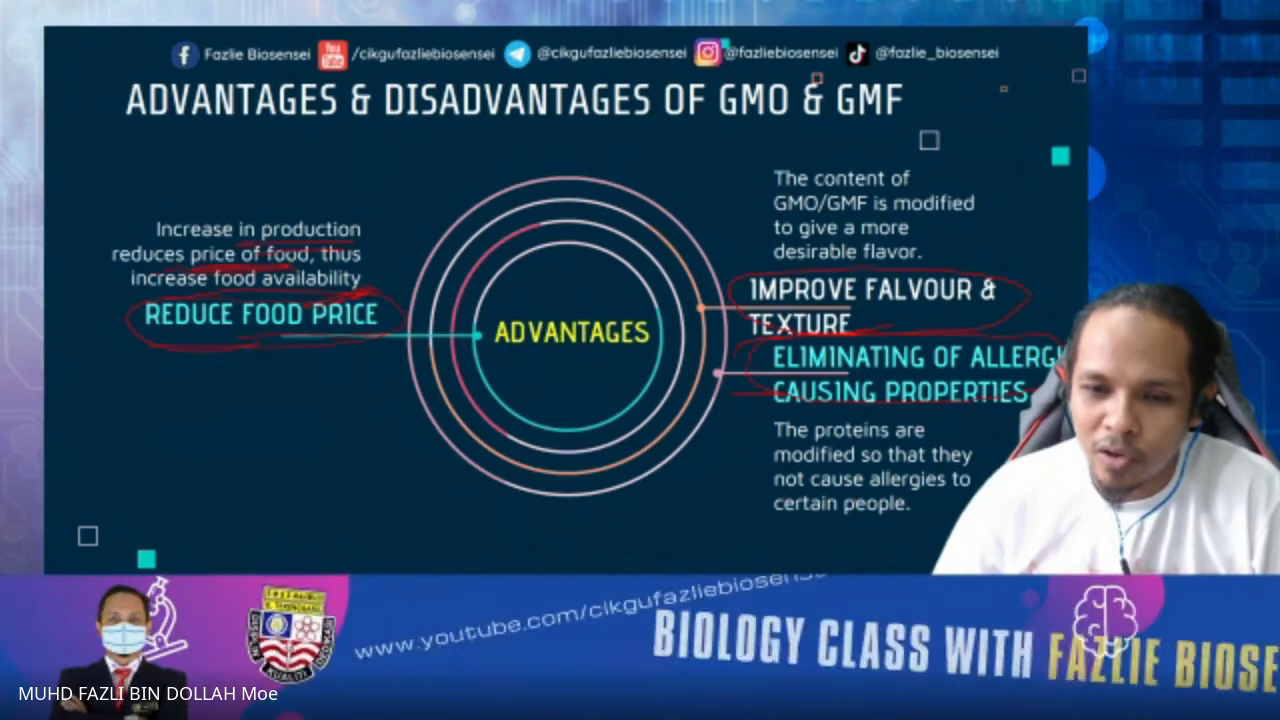 Fazlie Biosensei /cikgufazliebiosensei @cikgufazliebiosensei @fazliebiosensei @fazlie_biosensei
ADVANTAGES & DISADVANTAGES OF GMO & GMF
Increase in production
reduces price of food, thus
increase food availability
REDUCE FOOD PRICE
ADVANTAGES
The content of
GMO/GMF is modified
to give a more
desirable flavor.
IMPROVE FALVOUR &
TEXTURE
ELIMINATING OF ALLERG
CAUSING PROPERTIES
The proteins are
modified so that they
not cause allergies to
certain people.
www.youtube.com/cikgufazliebiosense
BIOLOGY CLASS WITH FAZLIE BIOSE
MUHD FAZLI BIN DOLLAH Moe